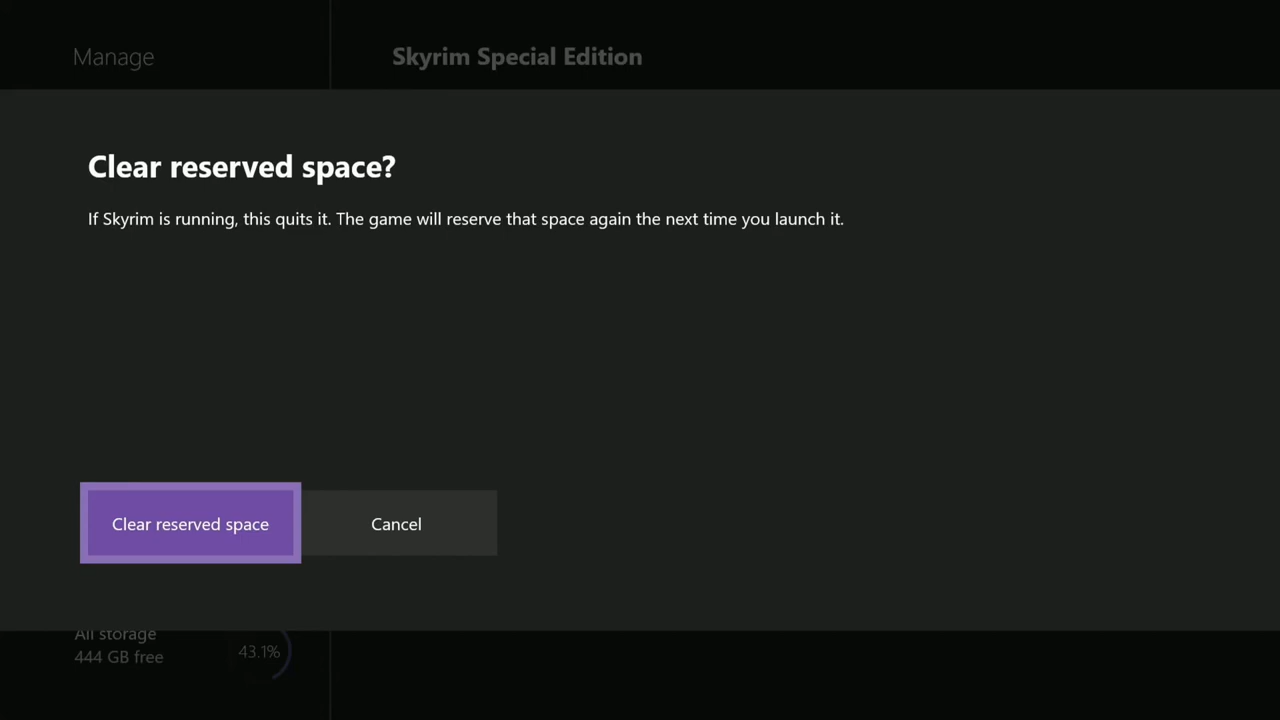 Manage
Skyrim Special Edition
Clear reserved space?
If Skyrim is running, this quits it. The game will reserve that space again the next time you launch it.
Clear reserved space
Cancel
All storage
444 GB free
43.1%